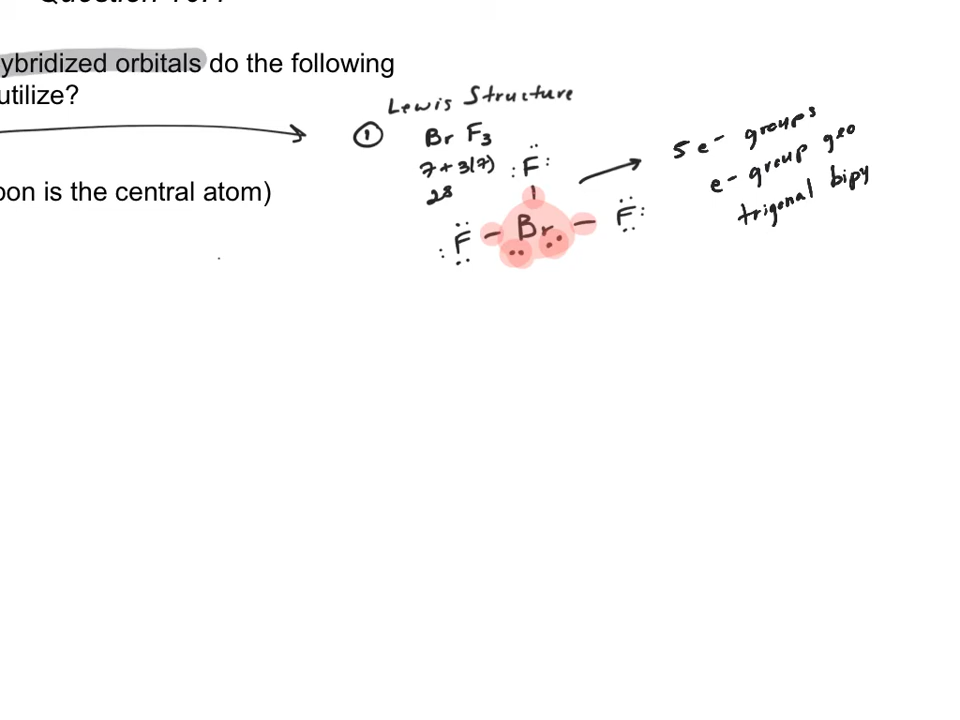 ybridized orbitals do the following
utilize?
pon is the central atom)
Lewis Structure
① Br F3
7 + 3(7)
28
:F:
:F - Br - F:
5 e- groups
e- group geo
trigonal bipy